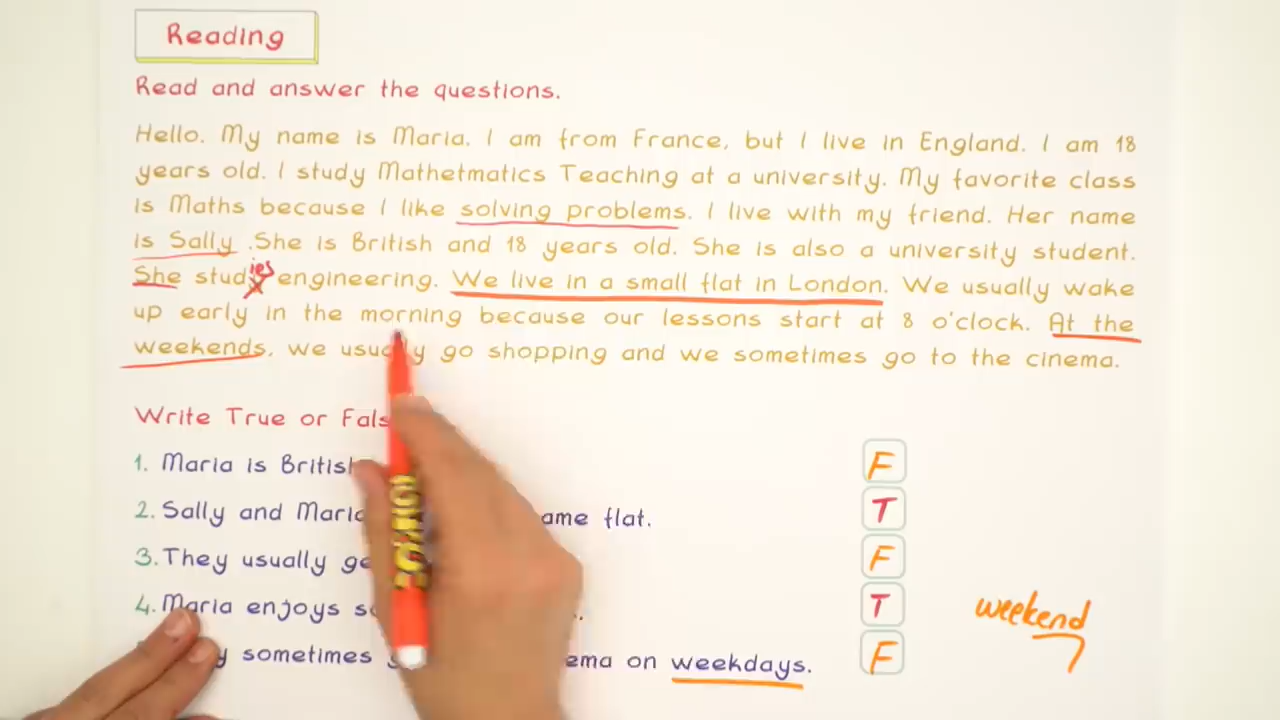 Reading
Read and answer the questions.
Hello. My name is Maria. I am from France, but I live in England. I am 18
years old. I study Mathetmatics Teaching at a university. My favorite class
is Maths because I like solving problems. I live with my friend. Her name
is Sally .She is British and 18 years old. She is also a university student.
She studies engineering. We live in a small flat in London. We usually wake
up early in the morning because our lessons start at 8 o'clock. At the
weekends, we usually go shopping and we sometimes go to the cinema.
Write True or Fals
1. Maria is British F
2. Sally and Maria ame flat. T
3. They usually ge F
4. Maria enjoys so T
weekend
y sometimes ema on weekdays. F